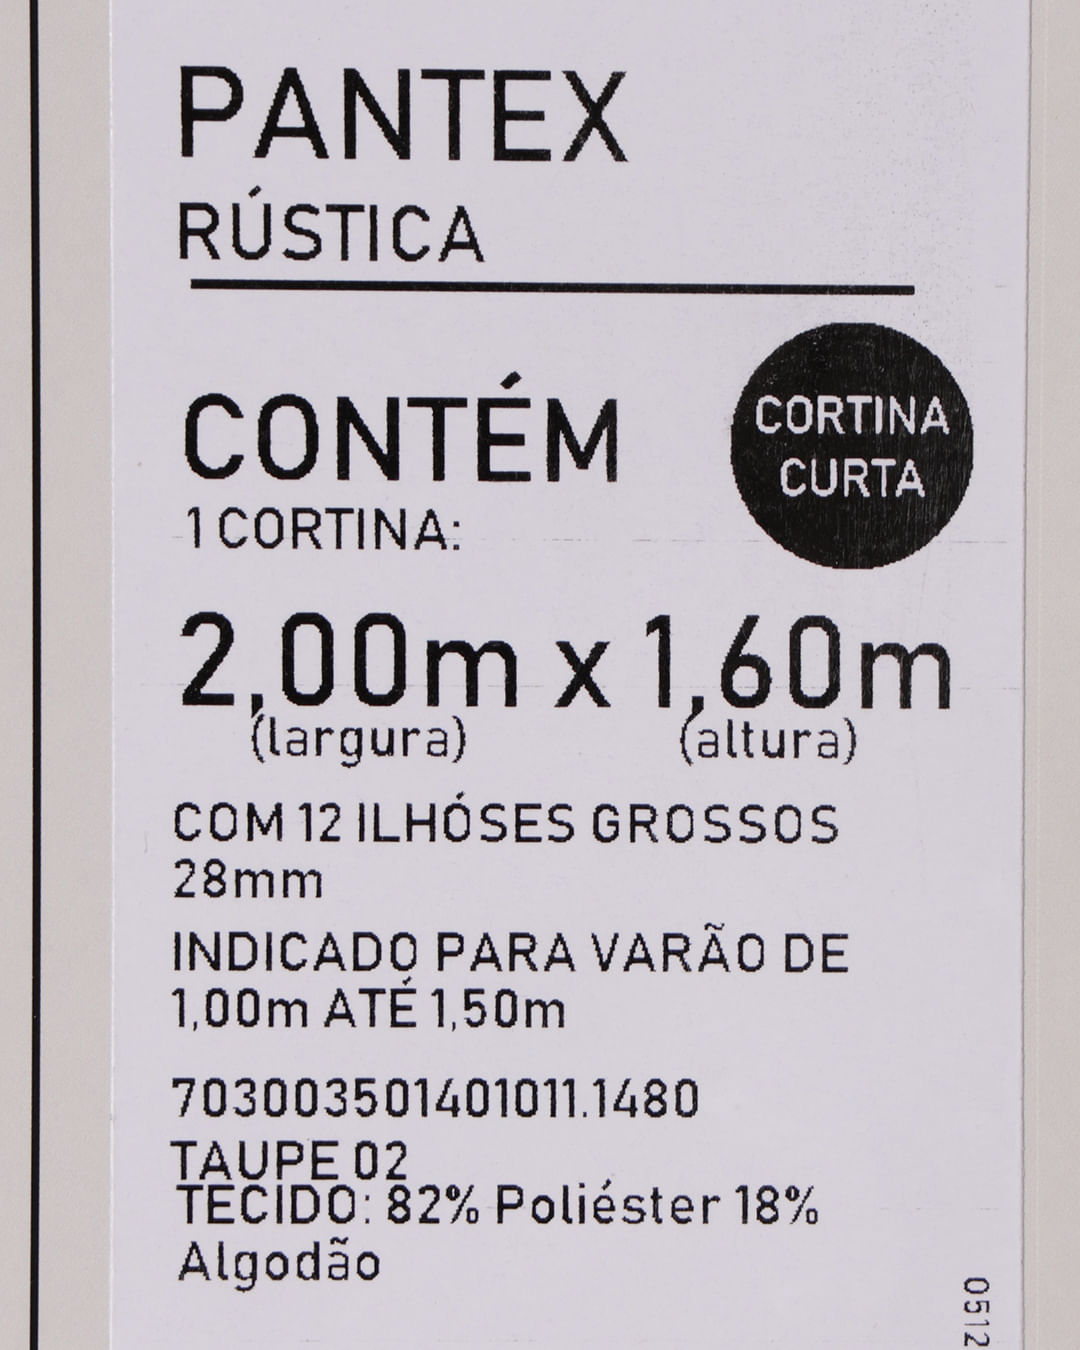 PANTEX
RÚSTICA
CONTÉM
CORTINA
CURTA
1 CORTINA:
2,00m x 1,60m
(largura) (altura)
COM 12 ILHÓSES GROSSOS
28mm
INDICADO PARA VARÃO DE
1,00m ATÉ 1,50m
703003501401011.1480
TAUPE 02
TECIDO: 82% Poliéster 18%
Algodão
0512